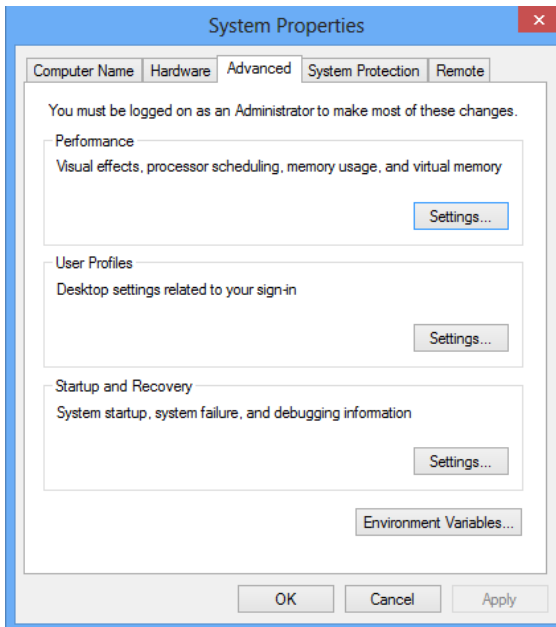 System Properties
Computer Name Hardware Advanced System Protection Remote
You must be logged on as an Administrator to make most of these changes.
Performance
Visual effects, processor scheduling, memory usage, and virtual memory
Settings...
User Profiles
Desktop settings related to your sign-in
Settings...
Startup and Recovery
System startup, system failure, and debugging information
Settings...
Environment Variables...
OK Cancel Apply